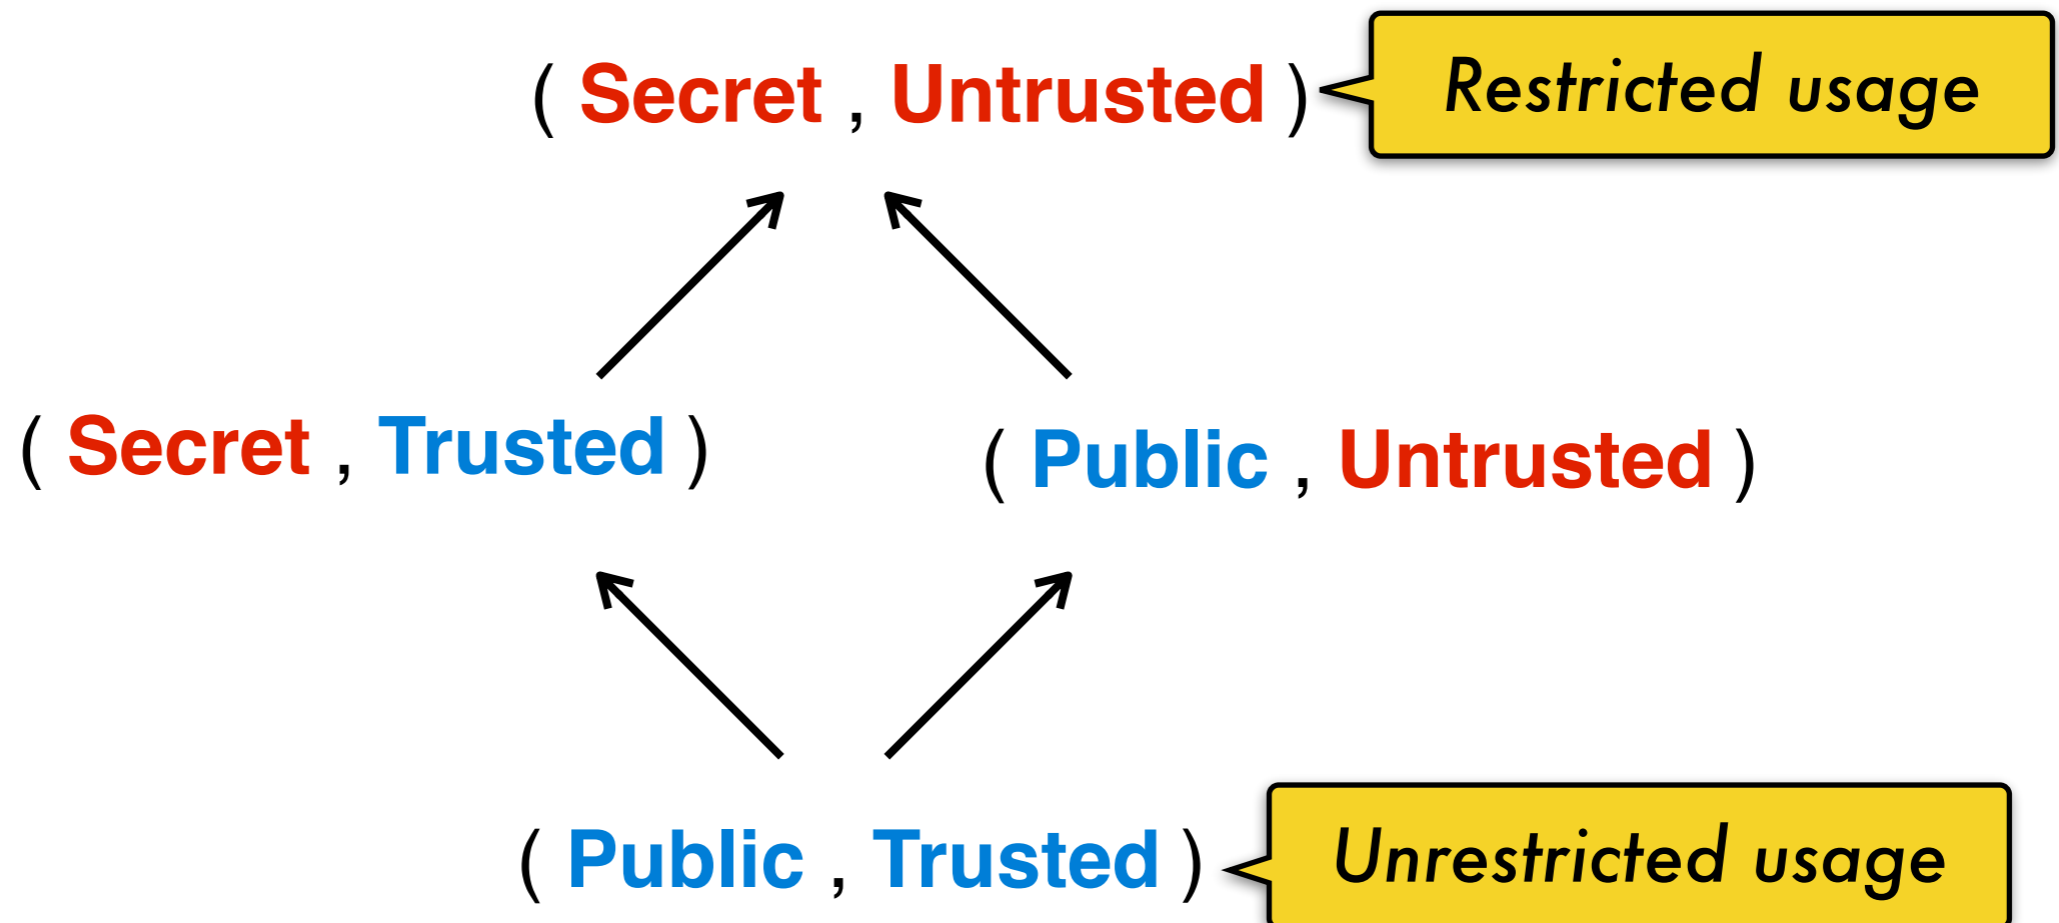 ( Secret , Untrusted ) Restricted usage
( Secret , Trusted ) ( Public , Untrusted )
( Public , Trusted ) Unrestricted usage